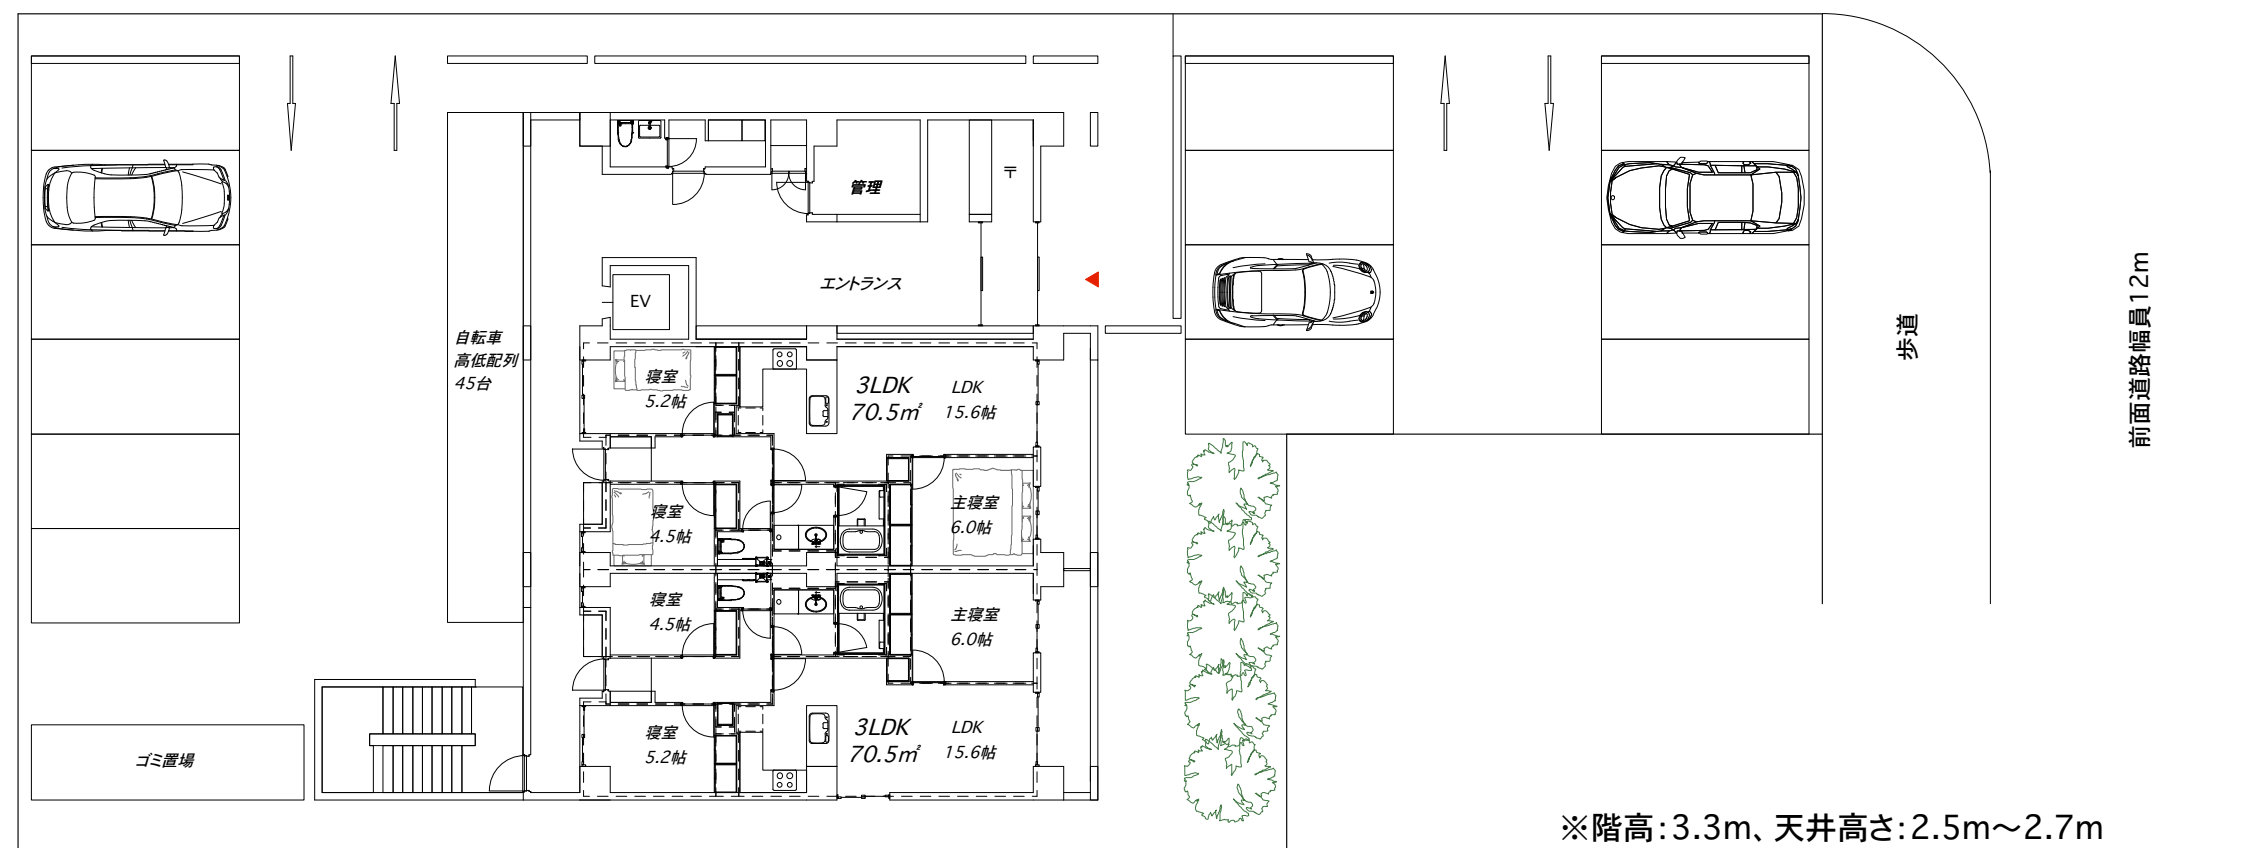 〒
管理
エントランス
EV
自転車
高低配列
45台
寝室
5.2帖
3LDK
70.5㎡
LDK
15.6帖
寝室
4.5帖
主寝室
6.0帖
寝室
4.5帖
主寝室
6.0帖
寝室
5.2帖
3LDK
70.5㎡
LDK
15.6帖
ゴミ置場
歩道
前面道路幅員12m
※階高：3.3m、天井高さ：2.5m～2.7m